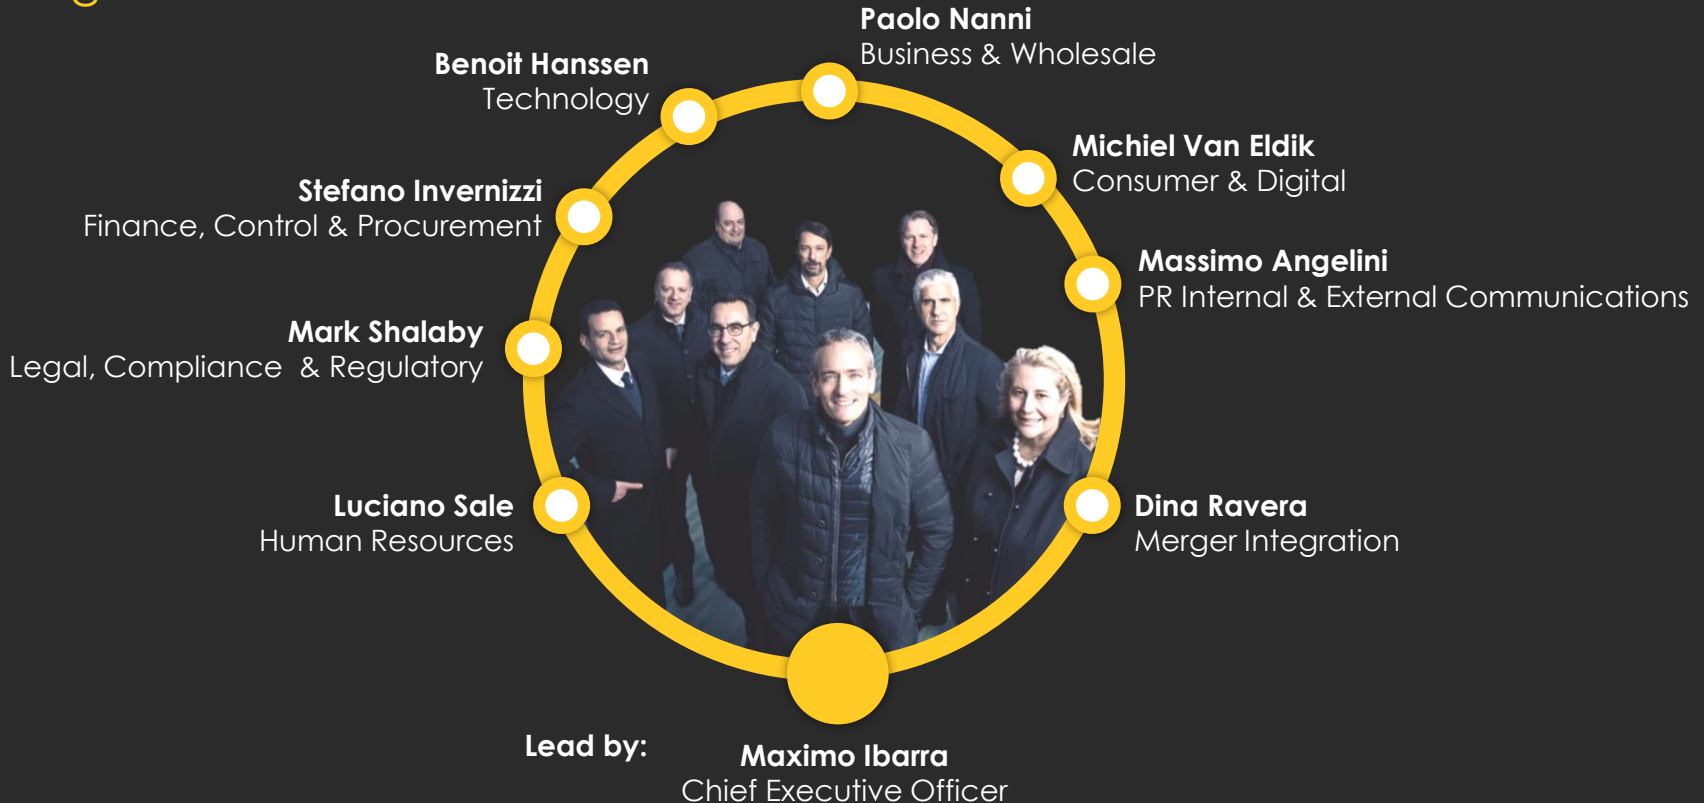 Paolo Nanni
Business & Wholesale
Benoit Hanssen
Technology
Michiel Van Eldik
Consumer & Digital
Stefano Invernizzi
Finance, Control & Procurement
Massimo Angelini
PR Internal & External Communications
Mark Shalaby
Legal, Compliance & Regulatory
Luciano Sale
Human Resources
Dina Ravera
Merger Integration
Lead by:
Maximo Ibarra
Chief Executive Officer